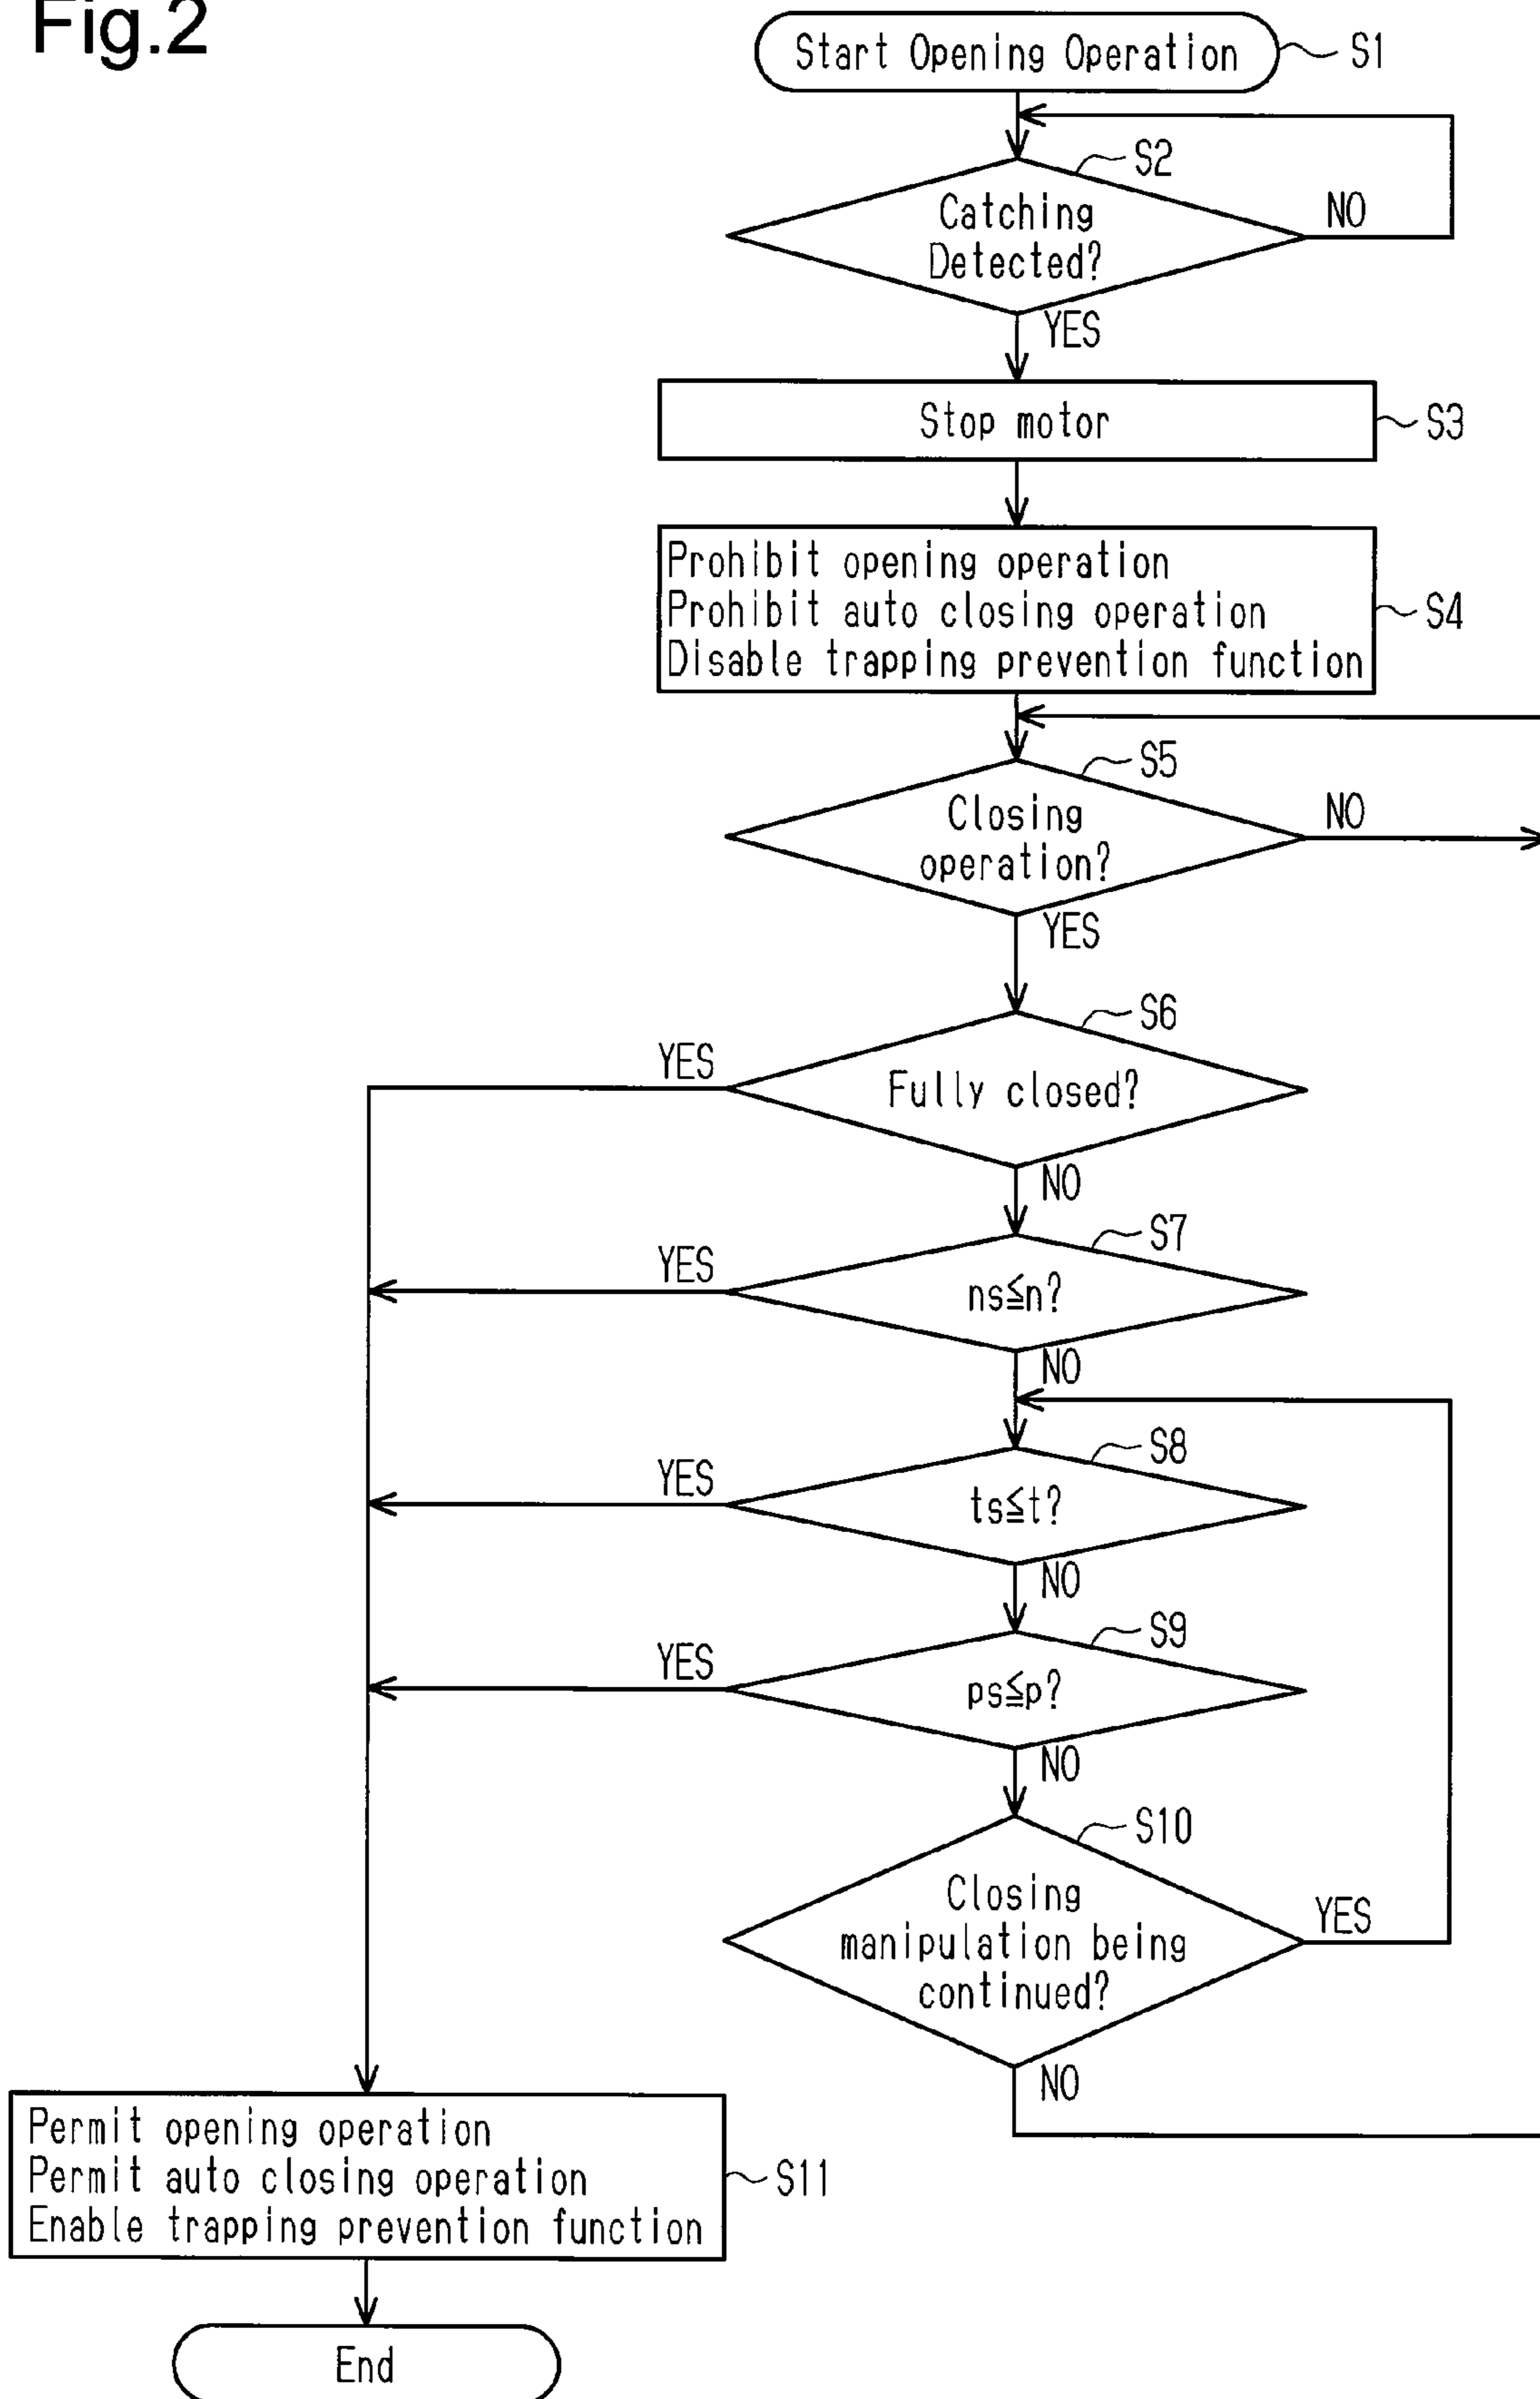 Fig.2
Start Opening Operation
S1
S2
Catching
Detected?
NO
YES
Stop motor
S3
Prohibit opening operation
Prohibit auto closing operation
Disable trapping prevention function
S4
S5
Closing
operation?
NO
YES
S6
YES
Fully closed?
NO
S7
YES
ns≦n?
NO
S8
YES
ts≦t?
NO
S9
YES
ps≦p?
NO
S10
Closing
manipulation being
continued?
YES
NO
Permit opening operation
Permit auto closing operation
Enable trapping prevention function
S11
End